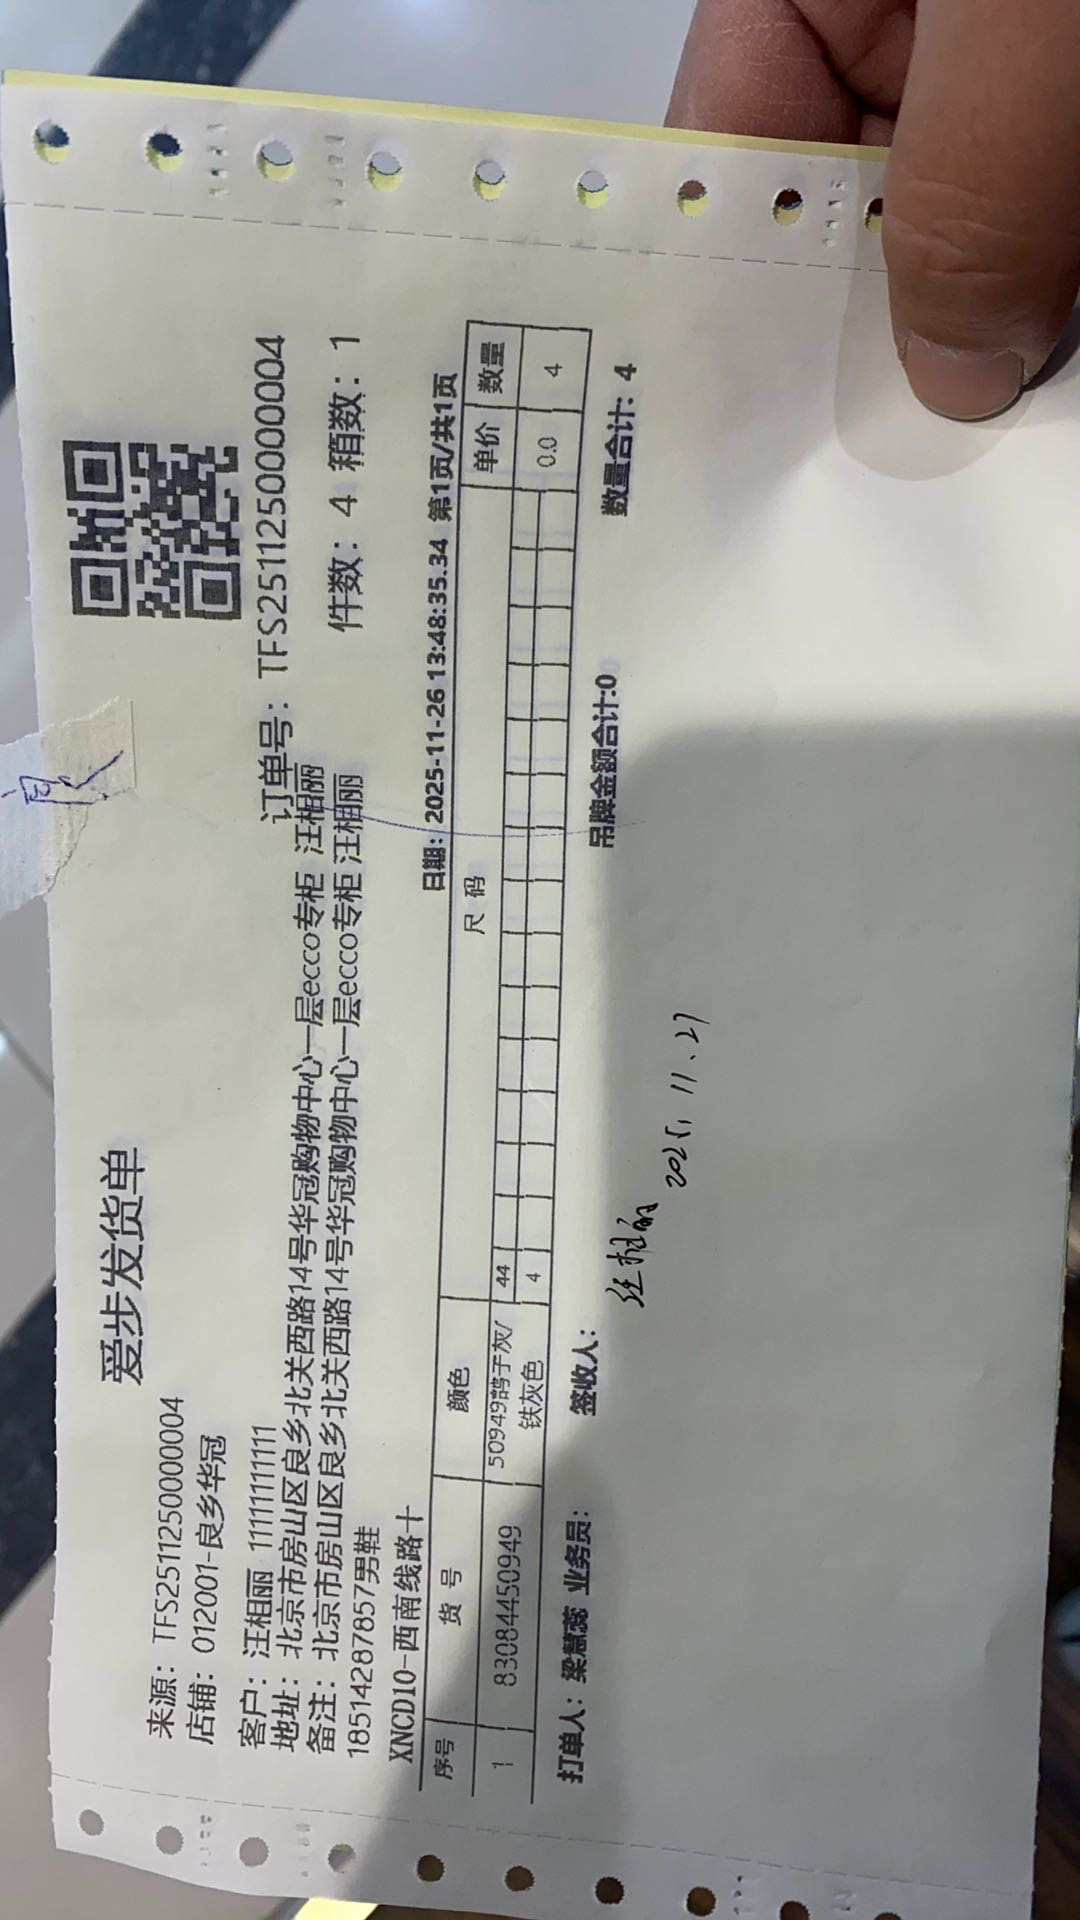 良
爱步发货单
来源：TFS251125000000004
店铺：012001-良乡华冠
订单号：TFS251125000000004
客户：汪相丽 11111111111
件数：4 箱数：1
地址：北京市房山区良乡北关西路14号华冠购物中心一层ecco专柜 汪相丽
备注：北京市房山区良乡北关西路14号华冠购物中心一层ecco专柜 汪相丽
18514287857男鞋
XNCD10-西南线路十
日期：2025-11-26 13:48:35.34 第1页/共1页
序号 货号 颜色 尺码 单价 数量
1 83084450949 50949鸽子灰/铁灰色 44 4 0.0 4
打单人：梁慧蕊 业务员： 签收人： 吊牌金额合计:0 数量合计：4
2025.11.27